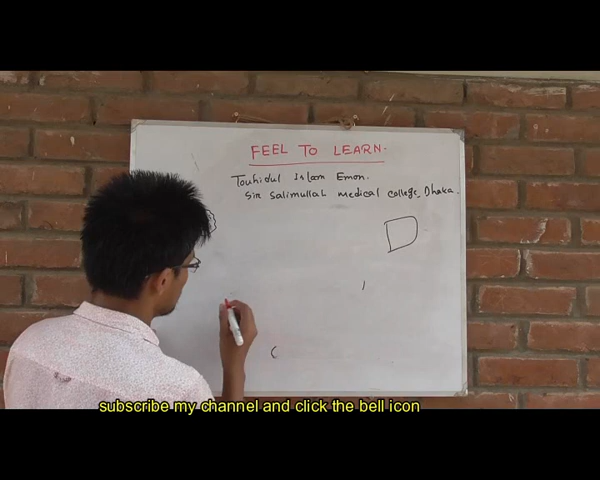 FEEL TO LEARN.
Touhidul Islam Emon.
Sir Salimullah medical college, Dhaka.
D
subscribe my channel and click the bell icon